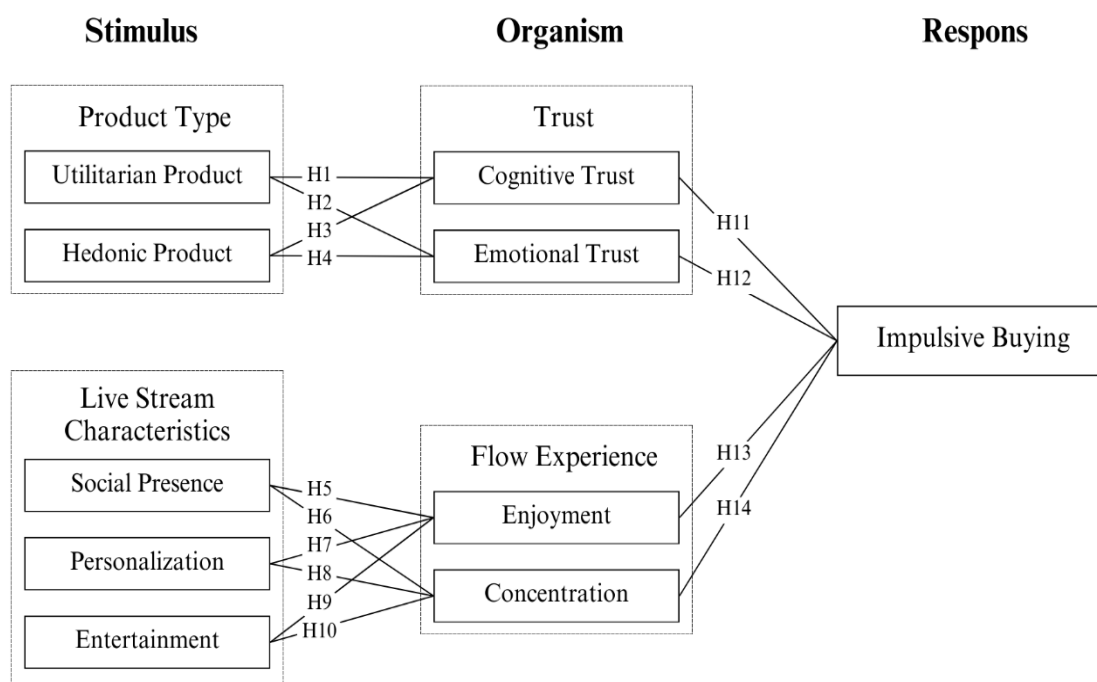 Stimulus
Organism
Respons
Product Type
Utilitarian Product
Hedonic Product
H1
H2
H3
H4
Trust
Cognitive Trust
Emotional Trust
H11
H12
Impulsive Buying
Live Stream
Characteristics
Social Presence
Personalization
Entertainment
H5
H6
H7
H8
H9
H10
Flow Experience
Enjoyment
Concentration
H13
H14